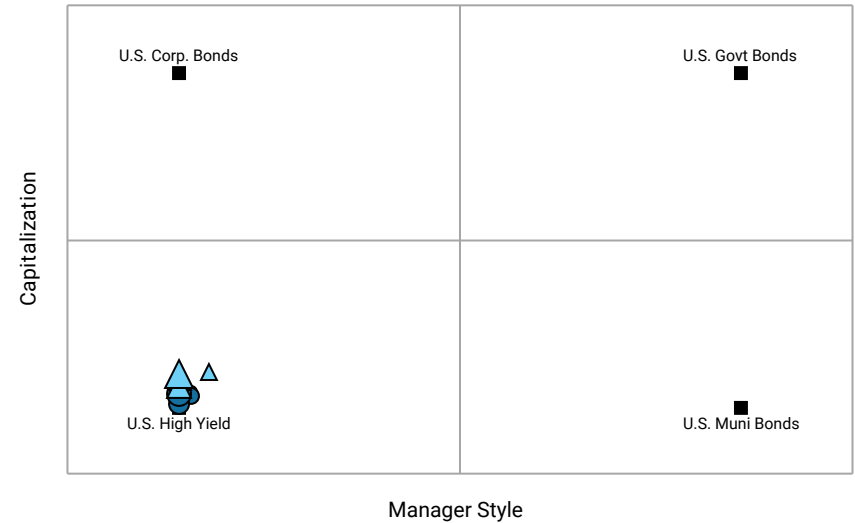 U.S. Corp. Bonds
U.S. Govt Bonds
Capitalization
U.S. High Yield
U.S. Muni Bonds
Manager Style